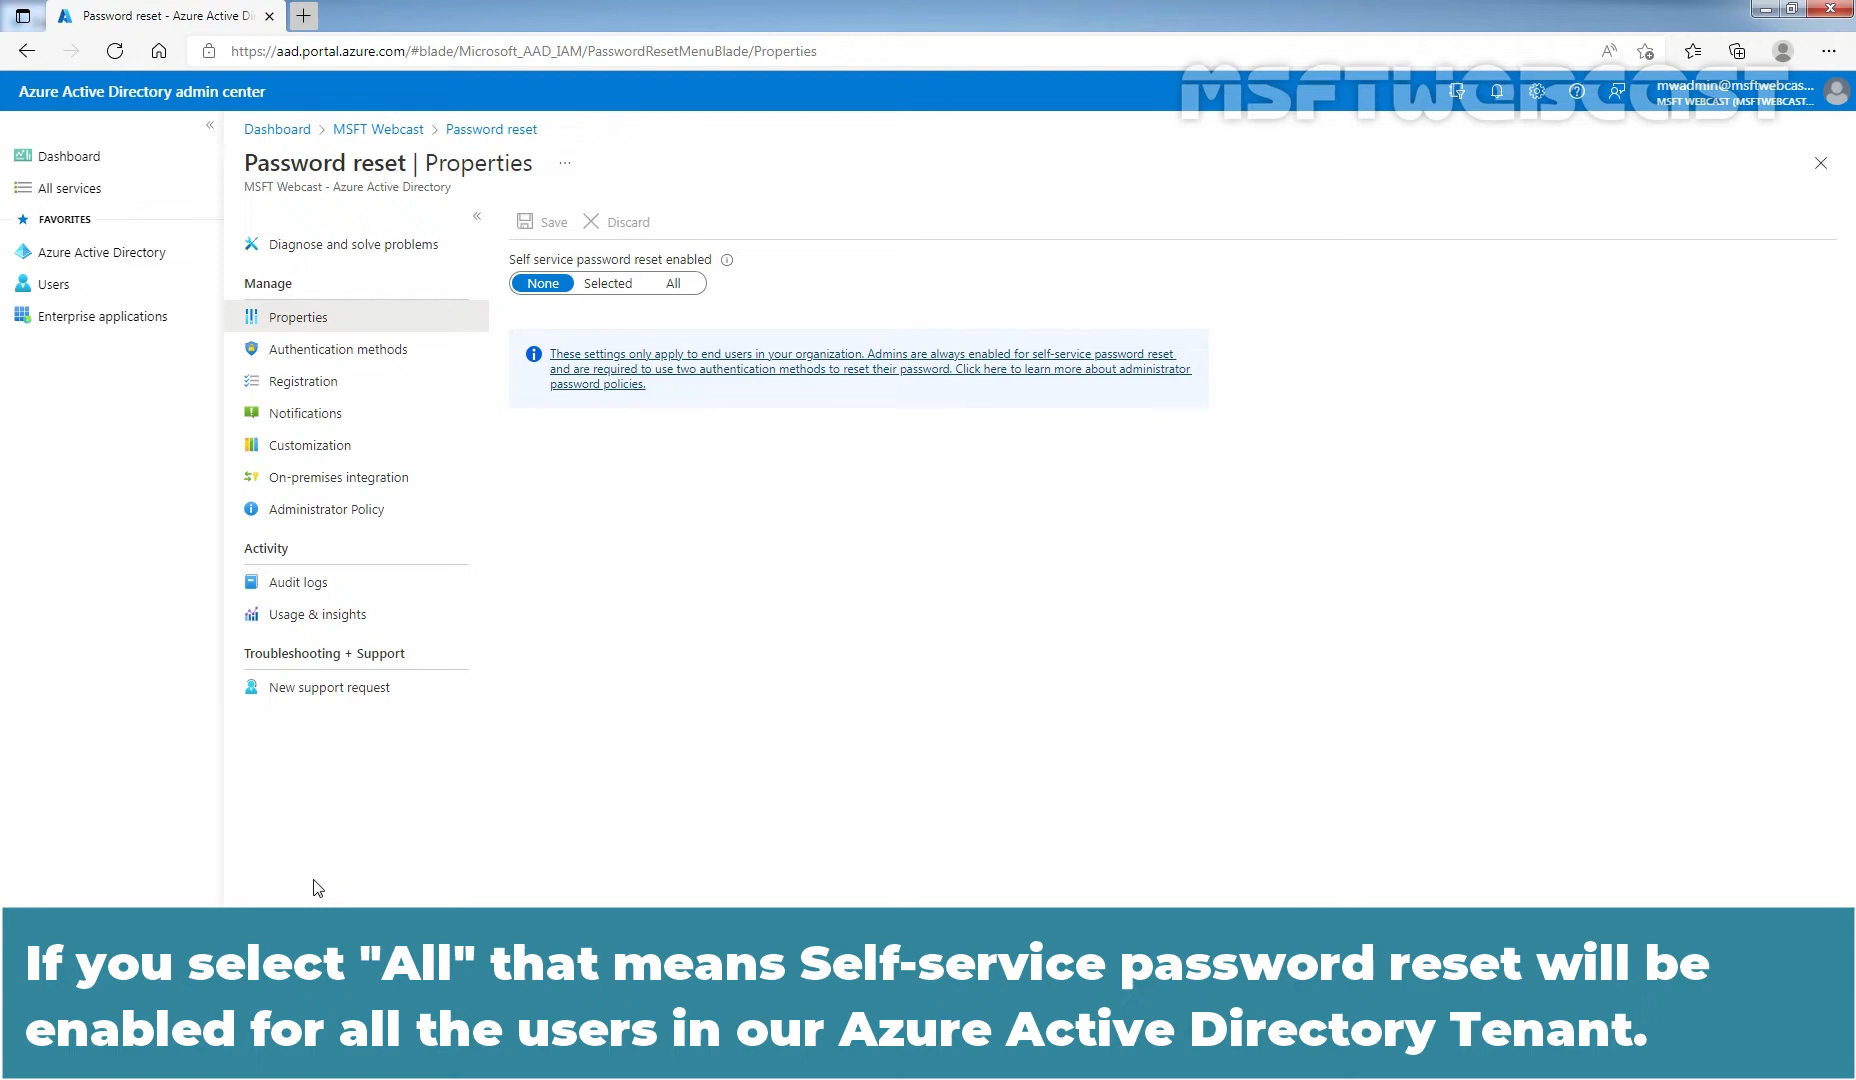 Password reset - Azure Active Di
https://aad.portal.azure.com/#blade/Microsoft_AAD_IAM/PasswordResetMenuBlade/Properties
MSFTWEBCAST
Azure Active Directory admin center
mwadmin@msftwebcas...
MSFT WEBCAST (MSFTWEBCAST....
Dashboard
All services
FAVORITES
Azure Active Directory
Users
Enterprise applications
Dashboard > MSFT Webcast > Password reset
Password reset | Properties ...
MSFT Webcast - Azure Active Directory
Diagnose and solve problems
Manage
Properties
Authentication methods
Registration
Notifications
Customization
On-premises integration
Administrator Policy
Activity
Audit logs
Usage & insights
Troubleshooting + Support
New support request
Save Discard
Self service password reset enabled
None Selected All
These settings only apply to end users in your organization. Admins are always enabled for self-service password reset
and are required to use two authentication methods to reset their password. Click here to learn more about administrator
password policies.
If you select "All" that means Self-service password reset will be
enabled for all the users in our Azure Active Directory Tenant.